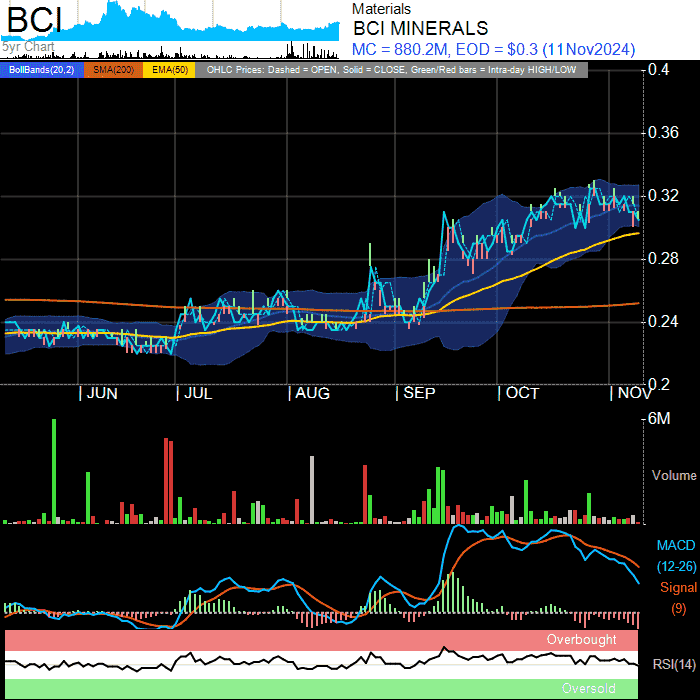 BCI
5yr Chart
Materials
BCI MINERALS
MC = 880.2M, EOD = $0.3 (11Nov2024)
BollBands(20,2) SMA(200) EMA(50) OHLC Prices: Dashed = OPEN, Solid = CLOSE, Green/Red bars = Intra-day HIGH/LOW
0.4
0.36
0.32
0.28
0.24
0.2
JUN JUL AUG SEP OCT NOV
6M
Volume
MACD
(12-26)
Signal
(9)
Overbought
RSI(14)
Oversold